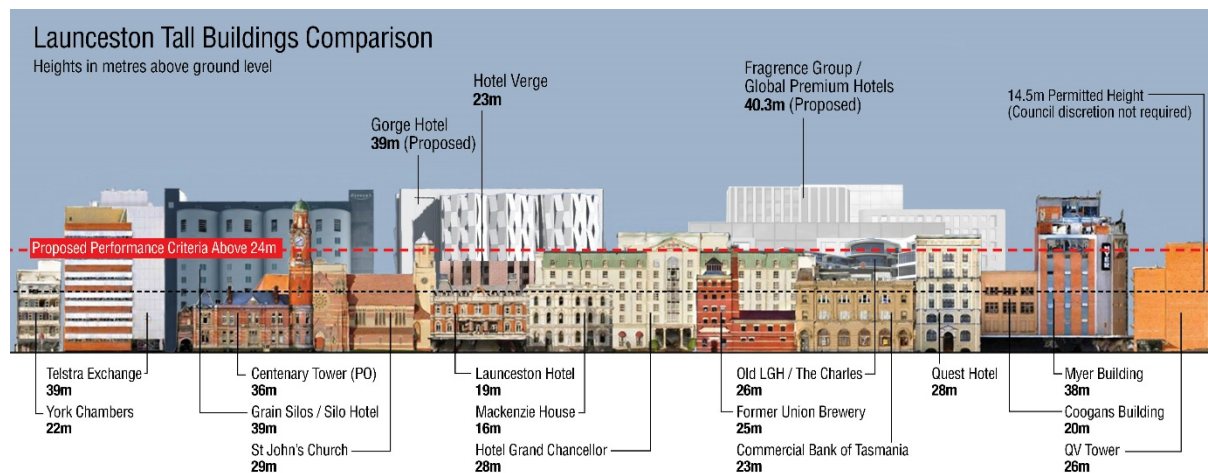 Launceston Tall Buildings Comparison
Heights in metres above ground level
Gorge Hotel
39m (Proposed)
Hotel Verge
23m
Fragrence Group /
Global Premium Hotels
40.3m (Proposed)
14.5m Permitted Height
(Council discretion not required)
Proposed Performance Criteria Above 24m
MYER
Telstra Exchange
39m
York Chambers
22m
Centenary Tower (PO)
36m
Grain Silos / Silo Hotel
39m
St John's Church
29m
Launceston Hotel
19m
Mackenzie House
16m
Hotel Grand Chancellor
28m
Old LGH / The Charles
26m
Former Union Brewery
25m
Commercial Bank of Tasmania
23m
Quest Hotel
28m
Myer Building
38m
Coogans Building
20m
QV Tower
26m